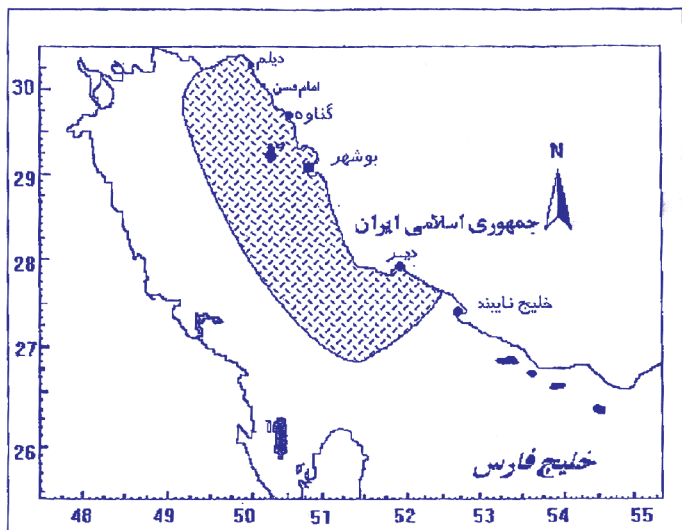 30
29
28
27
26
48
49
50
51
52
53
54
55
N
دیلم
امام حسن
گناوه
بوشهر
جمهوری اسلامی ایران
دیر
خلیج نایبند
خلیج فارس